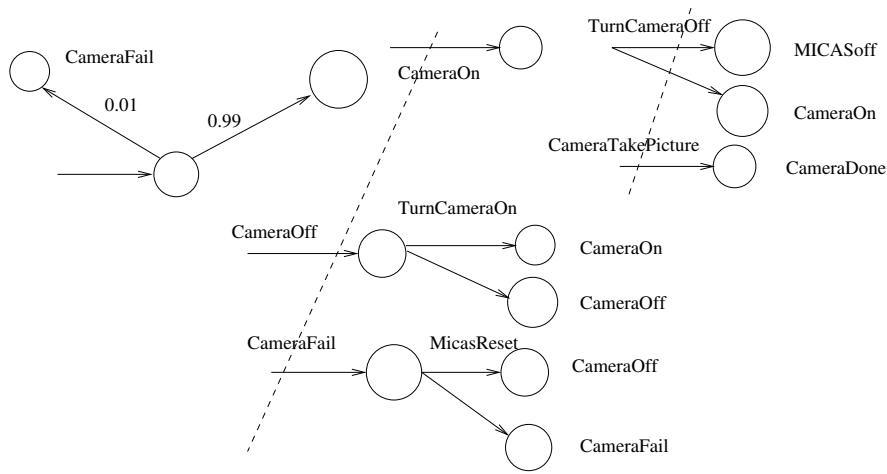 CameraFail
0.01
0.99
CameraOn
TurnCameraOff
MICASoff
CameraOn
CameraTakePicture
CameraDone
CameraOff
TurnCameraOn
CameraOn
CameraOff
CameraFail
MicasReset
CameraOff
CameraFail